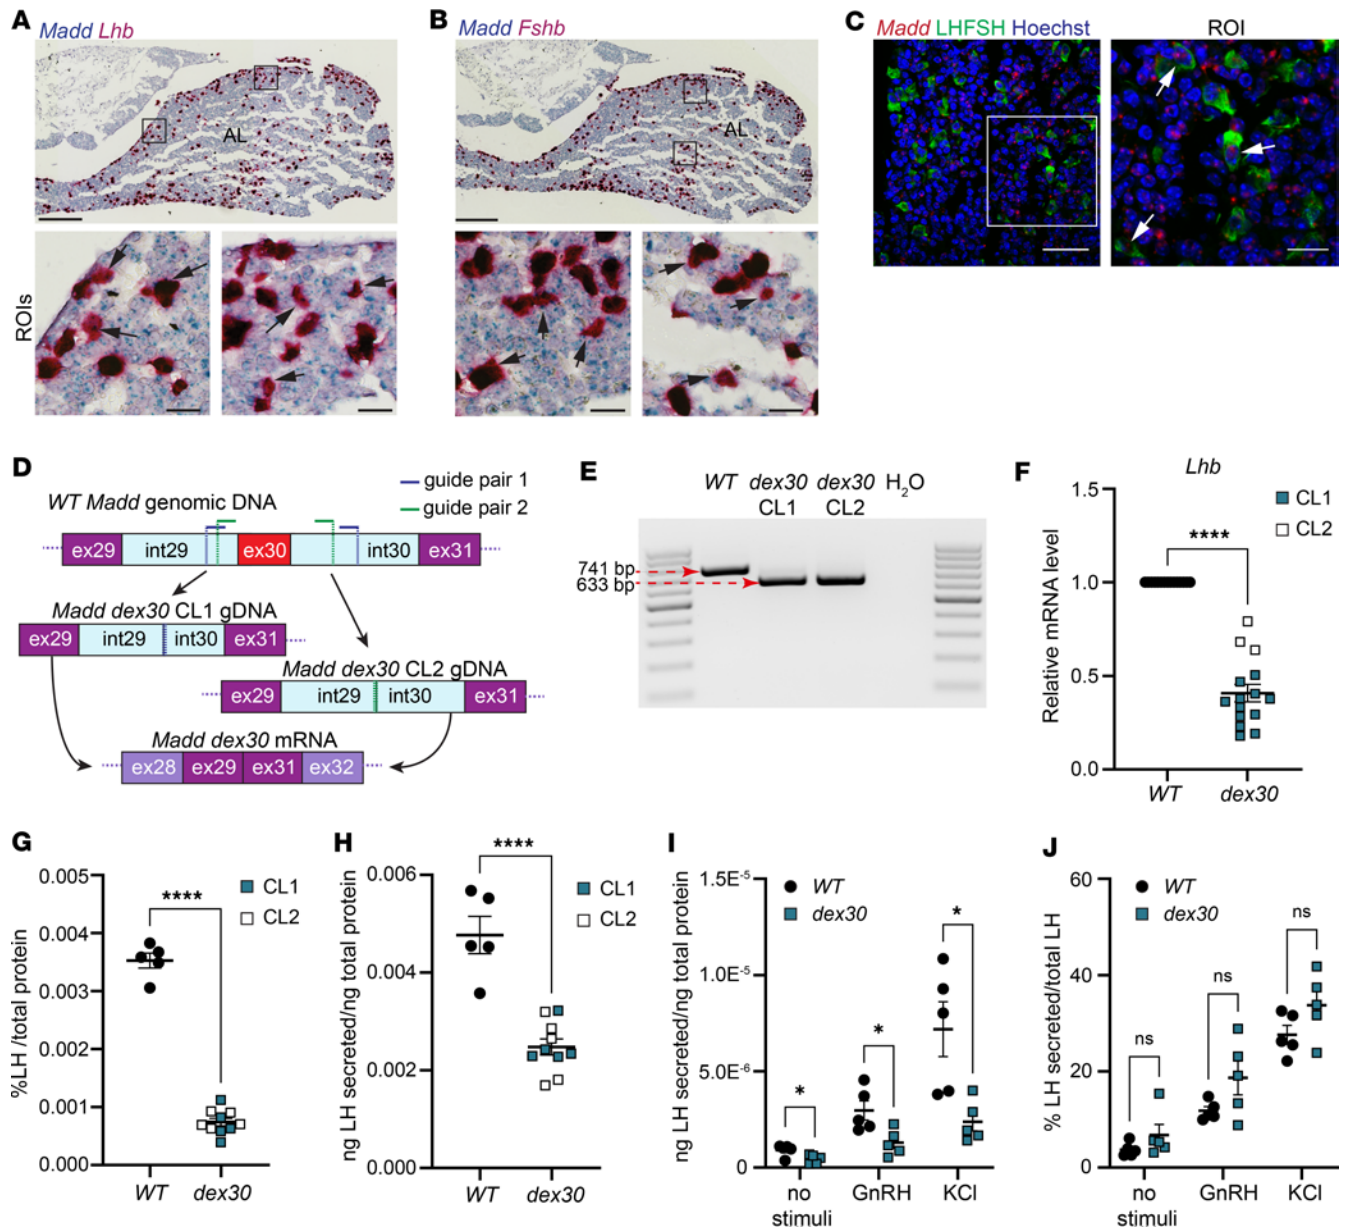 A
Madd Lhb
AL
ROIs
B
Madd Fshb
AL
C
Madd LHFSH Hoechst
ROI
D
WT Madd genomic DNA
guide pair 1
guide pair 2
ex29 int29 ex30 int30 ex31
Madd dex30 CL1 gDNA
ex29 int29 int30 ex31
Madd dex30 CL2 gDNA
ex29 int29 int30 ex31
Madd dex30 mRNA
ex28 ex29 ex31 ex32
E
WT dex30 dex30 H2O
CL1 CL2
741 bp
633 bp
F
Lhb
Relative mRNA level
1.5
1.0
0.5
0.0
****
CL1
CL2
WT dex30
G
%LH /total protein
0.005
0.004
0.003
0.002
0.001
0.000
****
CL1
CL2
WT dex30
H
ng LH secreted/ng total protein
0.006
0.004
0.002
0.000
****
CL1
CL2
WT dex30
I
ng LH secreted/ng total protein
1.5E-5
1.0E-5
5.0E-6
0
WT
dex30
*
*
*
no GnRH KCl
stimuli
J
% LH secreted/total LH
60
40
20
0
WT
dex30
ns
ns
ns
no GnRH KCl
stimuli